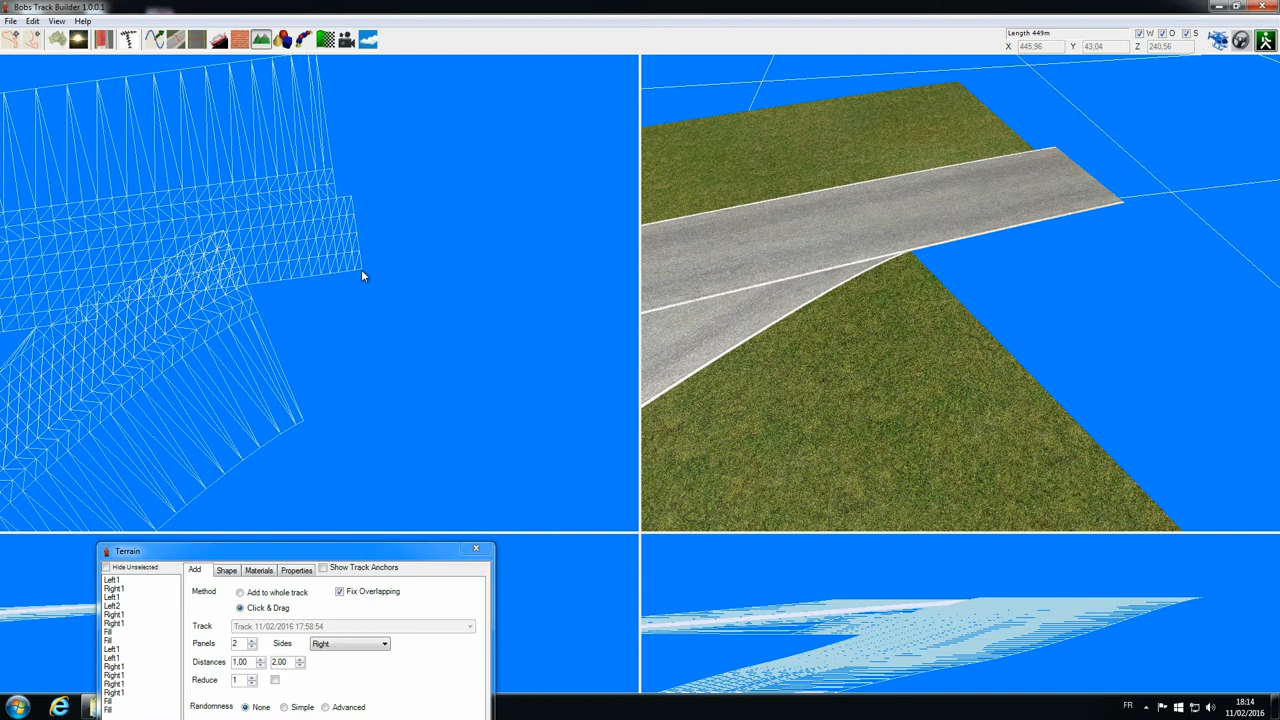 Bobs Track Builder 1.0.0.1
File Edit View Help
Length 449m
W O S
X 445,96 Y 43,04 Z 240,56
Terrain
Hide Unselected
Add Shape Materials Properties Show Track Anchors
Left1
Right1
Left1
Left2
Right1
Right1
Fill
Fill
Left1
Left1
Right1
Right1
Right1
Right1
Fill
Fill
Method Add to whole track Fix Overlapping
Click & Drag
Track Track 11/02/2016 17:58:54
Panels 2 Sides Right
Distances 1,00 2,00
Reduce 1
Randomness None Simple Advanced
FR 18:14
11/02/2016